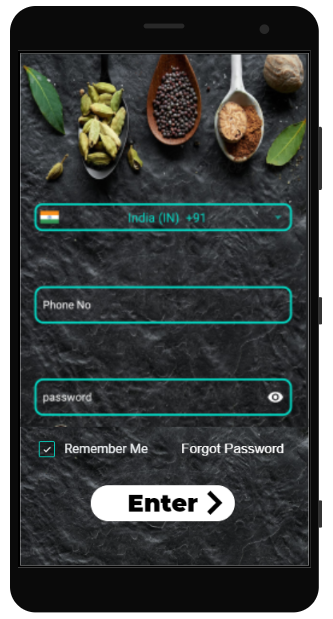 India (IN) +91
Phone No
password
Remember Me Forgot Password
Enter